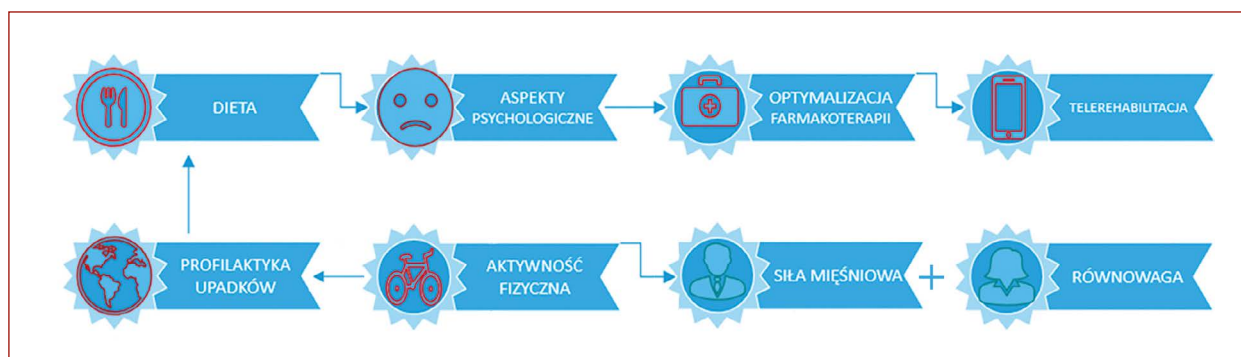 DIETA
ASPEKTY
PSYCHOLOGICZNE
OPTYMALIZACJA
FARMAKOTERAPII
TELEREHABILITACJA
PROFILAKTYKA
UPADKÓW
AKTYWNOŚĆ
FIZYCZNA
SIŁA MIĘŚNIOWA
+
RÓWNOWAGA